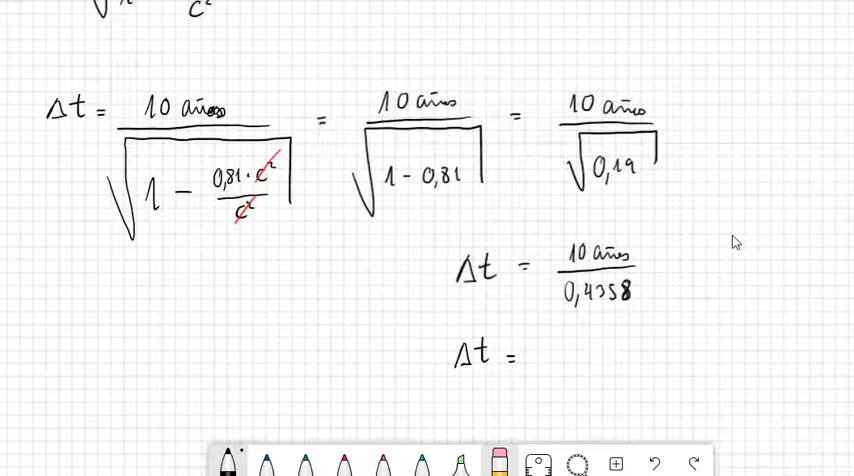 c²
Δt = 10 años / √(1 - 0,81 · c² / c²) = 10 años / √(1 - 0,81) = 10 años / √0,19
Δt = 10 años / 0,4358
Δt =